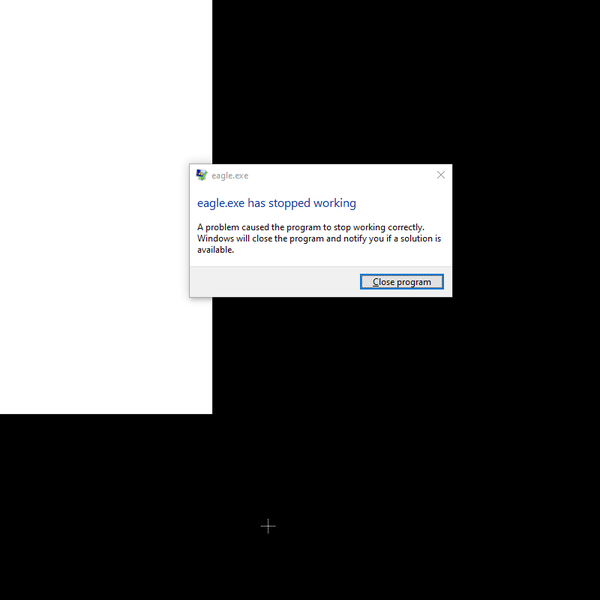 eagle.exe
eagle.exe has stopped working
A problem caused the program to stop working correctly.
Windows will close the program and notify you if a solution is
available.
Close program